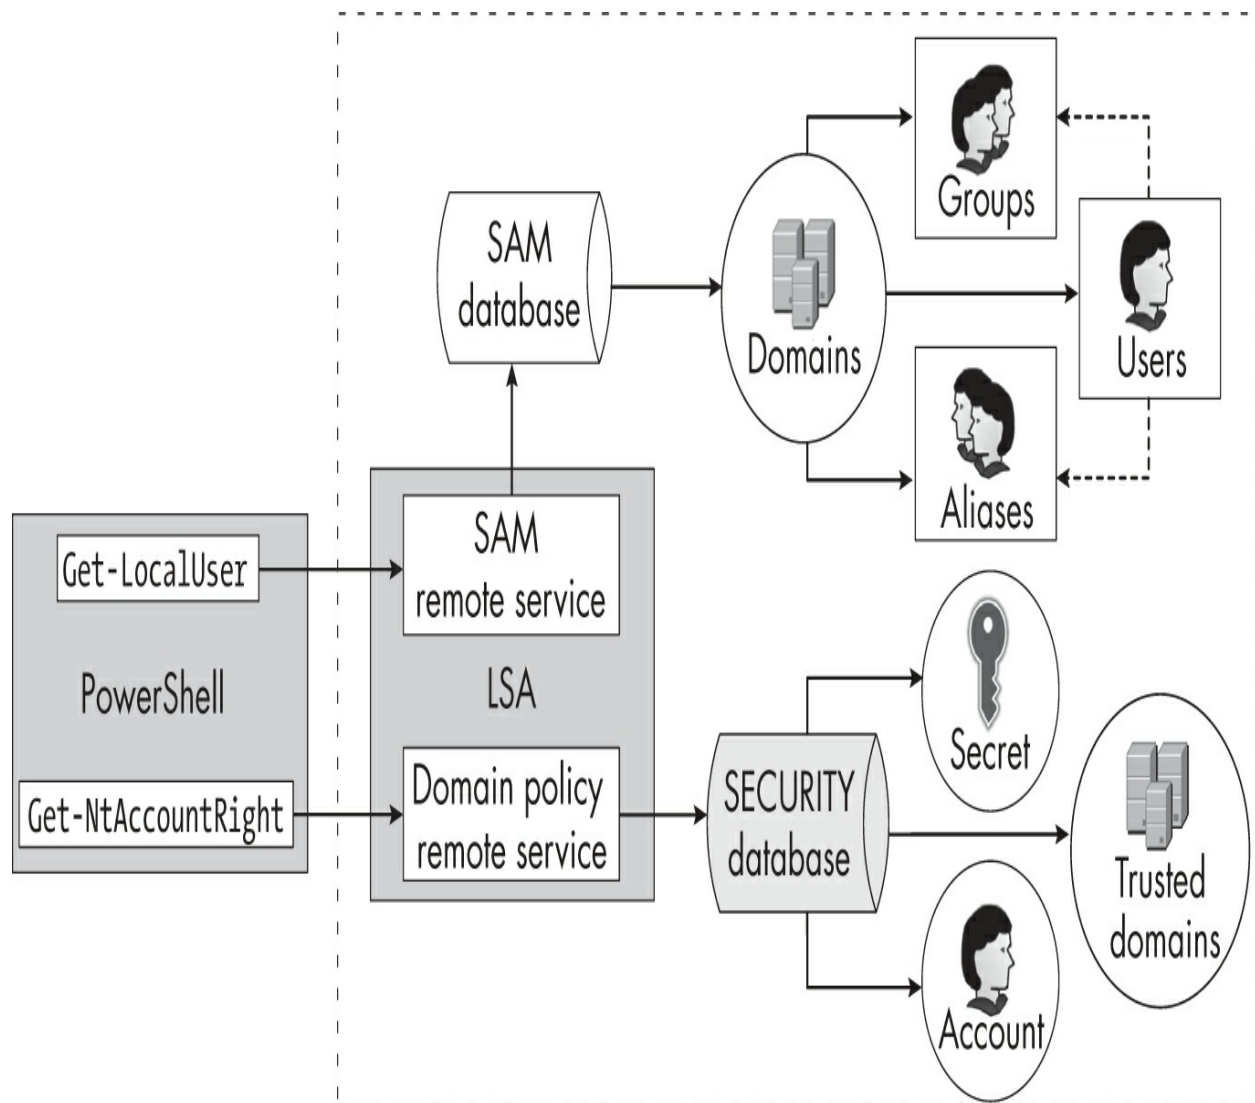 Groups
SAM
database
Domains
Users
Aliases
Get-LocalUser
SAM
remote service
PowerShell
LSA
Get-NtAccountRight
Domain policy
remote service
SECURITY
database
Secret
Trusted
domains
Account